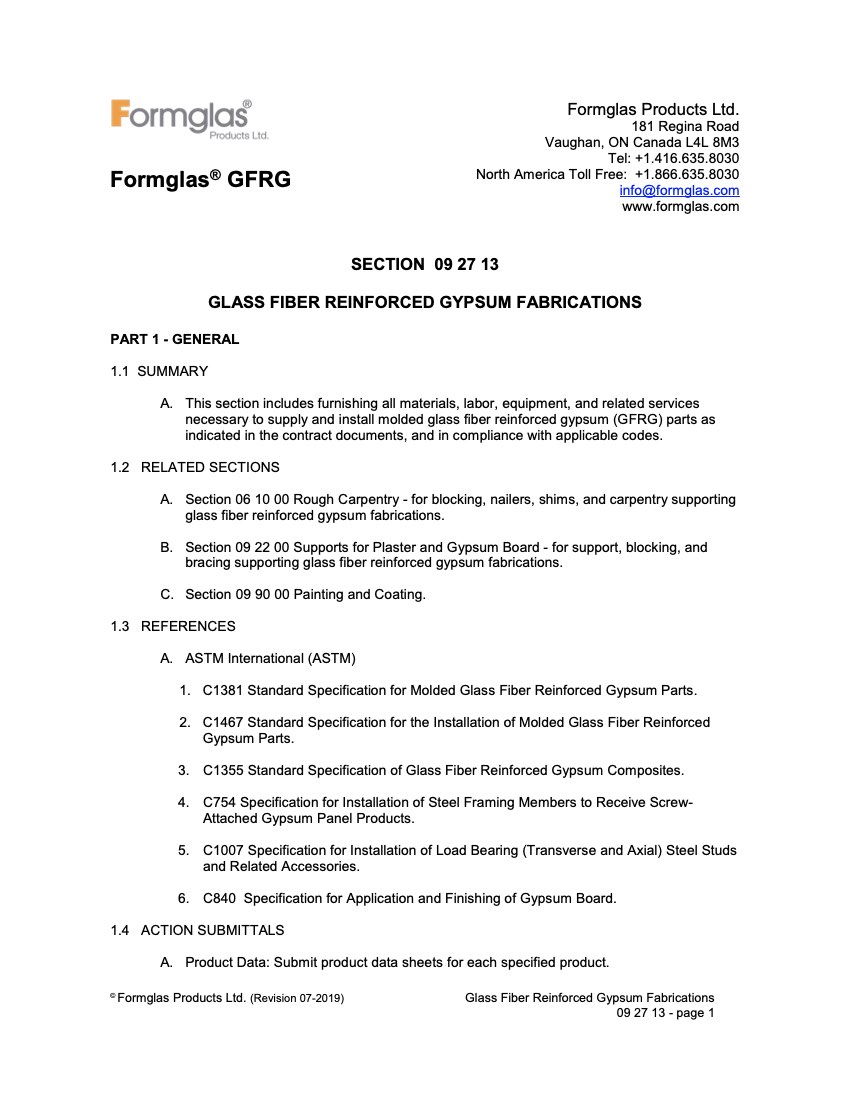 Formglas®
Products Ltd.
Formglas® GFRG
Formglas Products Ltd.
181 Regina Road
Vaughan, ON Canada L4L 8M3
Tel: +1.416.635.8030
North America Toll Free:  +1.866.635.8030
info@formglas.com
www.formglas.com
SECTION  09 27 13
GLASS FIBER REINFORCED GYPSUM FABRICATIONS
PART 1 - GENERAL
1.1  SUMMARY
A.  This section includes furnishing all materials, labor, equipment, and related services
necessary to supply and install molded glass fiber reinforced gypsum (GFRG) parts as
indicated in the contract documents, and in compliance with applicable codes.
1.2  RELATED SECTIONS
A.  Section 06 10 00 Rough Carpentry - for blocking, nailers, shims, and carpentry supporting
glass fiber reinforced gypsum fabrications.
B.  Section 09 22 00 Supports for Plaster and Gypsum Board - for support, blocking, and
bracing supporting glass fiber reinforced gypsum fabrications.
C.  Section 09 90 00 Painting and Coating.
1.3  REFERENCES
A.  ASTM International (ASTM)
1.  C1381 Standard Specification for Molded Glass Fiber Reinforced Gypsum Parts.
2.  C1467 Standard Specification for the Installation of Molded Glass Fiber Reinforced
Gypsum Parts.
3.  C1355 Standard Specification of Glass Fiber Reinforced Gypsum Composites.
4.  C754 Specification for Installation of Steel Framing Members to Receive Screw-
Attached Gypsum Panel Products.
5.  C1007 Specification for Installation of Load Bearing (Transverse and Axial) Steel Studs
and Related Accessories.
6.  C840  Specification for Application and Finishing of Gypsum Board.
1.4  ACTION SUBMITTALS
A.  Product Data: Submit product data sheets for each specified product.
© Formglas Products Ltd. (Revision 07-2019)
Glass Fiber Reinforced Gypsum Fabrications
09 27 13 - page 1